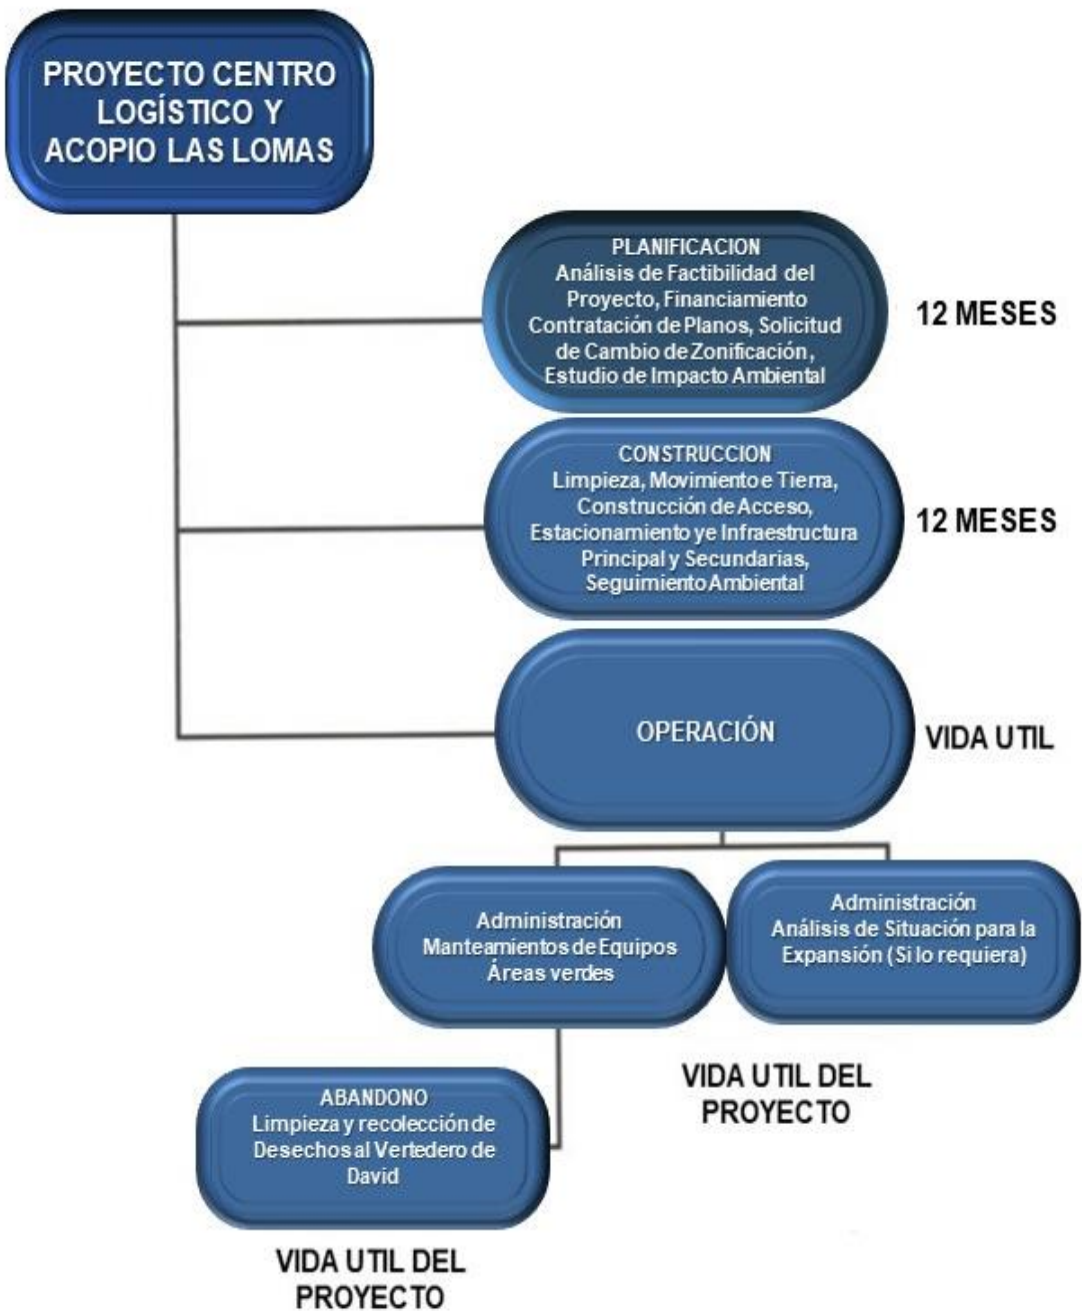 PROYECTO CENTRO
LOGÍSTICO Y
ACOPIO LAS LOMAS
PLANIFICACION
Análisis de Factibilidad del
Proyecto, Financiamiento
Contratación de Planos, Solicitud
de Cambio de Zonificación,
Estudio de Impacto Ambiental
12 MESES
CONSTRUCCION
Limpieza, Movimiento e Tierra,
Construcción de Acceso,
Estacionamiento ye Infraestructura
Principal y Secundarias,
Seguimiento Ambiental
12 MESES
OPERACIÓN
VIDA UTIL
Administración
Manteamientos de Equipos
Áreas verdes
Administración
Análisis de Situación para la
Expansión (Si lo requiera)
VIDA UTIL DEL
PROYECTO
ABANDONO
Limpieza y recolección de
Desechos al Vertedero de
David
VIDA UTIL DEL
PROYECTO